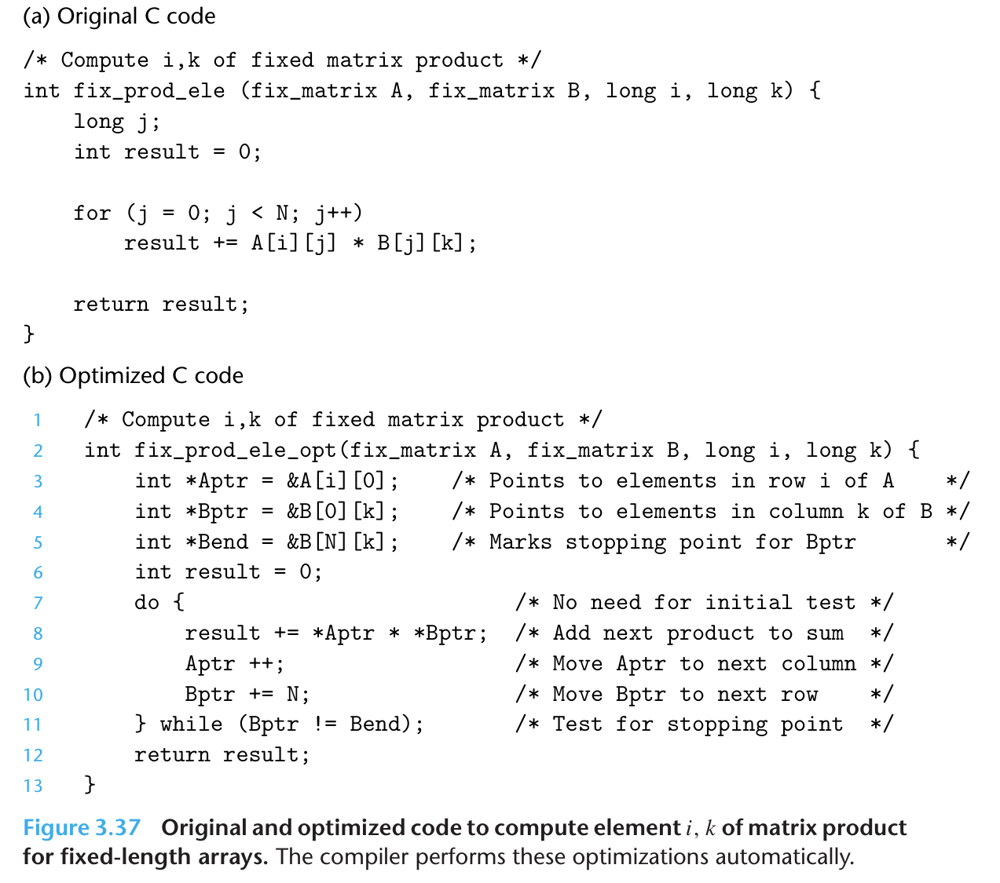 (a) Original C code
/* Compute i,k of fixed matrix product */
int fix_prod_ele (fix_matrix A, fix_matrix B, long i, long k) {
    long j;
    int result = 0;

    for (j = 0; j < N; j++)
        result += A[i][j] * B[j][k];

    return result;
}
(b) Optimized C code
1   /* Compute i,k of fixed matrix product */
2   int fix_prod_ele_opt(fix_matrix A, fix_matrix B, long i, long k) {
3       int *Aptr = &A[i][0];    /* Points to elements in row i of A    */
4       int *Bptr = &B[0][k];    /* Points to elements in column k of B */
5       int *Bend = &B[N][k];    /* Marks stopping point for Bptr       */
6       int result = 0;
7       do {                          /* No need for initial test */
8           result += *Aptr * *Bptr;  /* Add next product to sum  */
9           Aptr ++;                  /* Move Aptr to next column */
10          Bptr += N;                /* Move Bptr to next row    */
11      } while (Bptr != Bend);       /* Test for stopping point  */
12      return result;
13  }
Figure 3.37 Original and optimized code to compute element i, k of matrix product
for fixed-length arrays. The compiler performs these optimizations automatically.